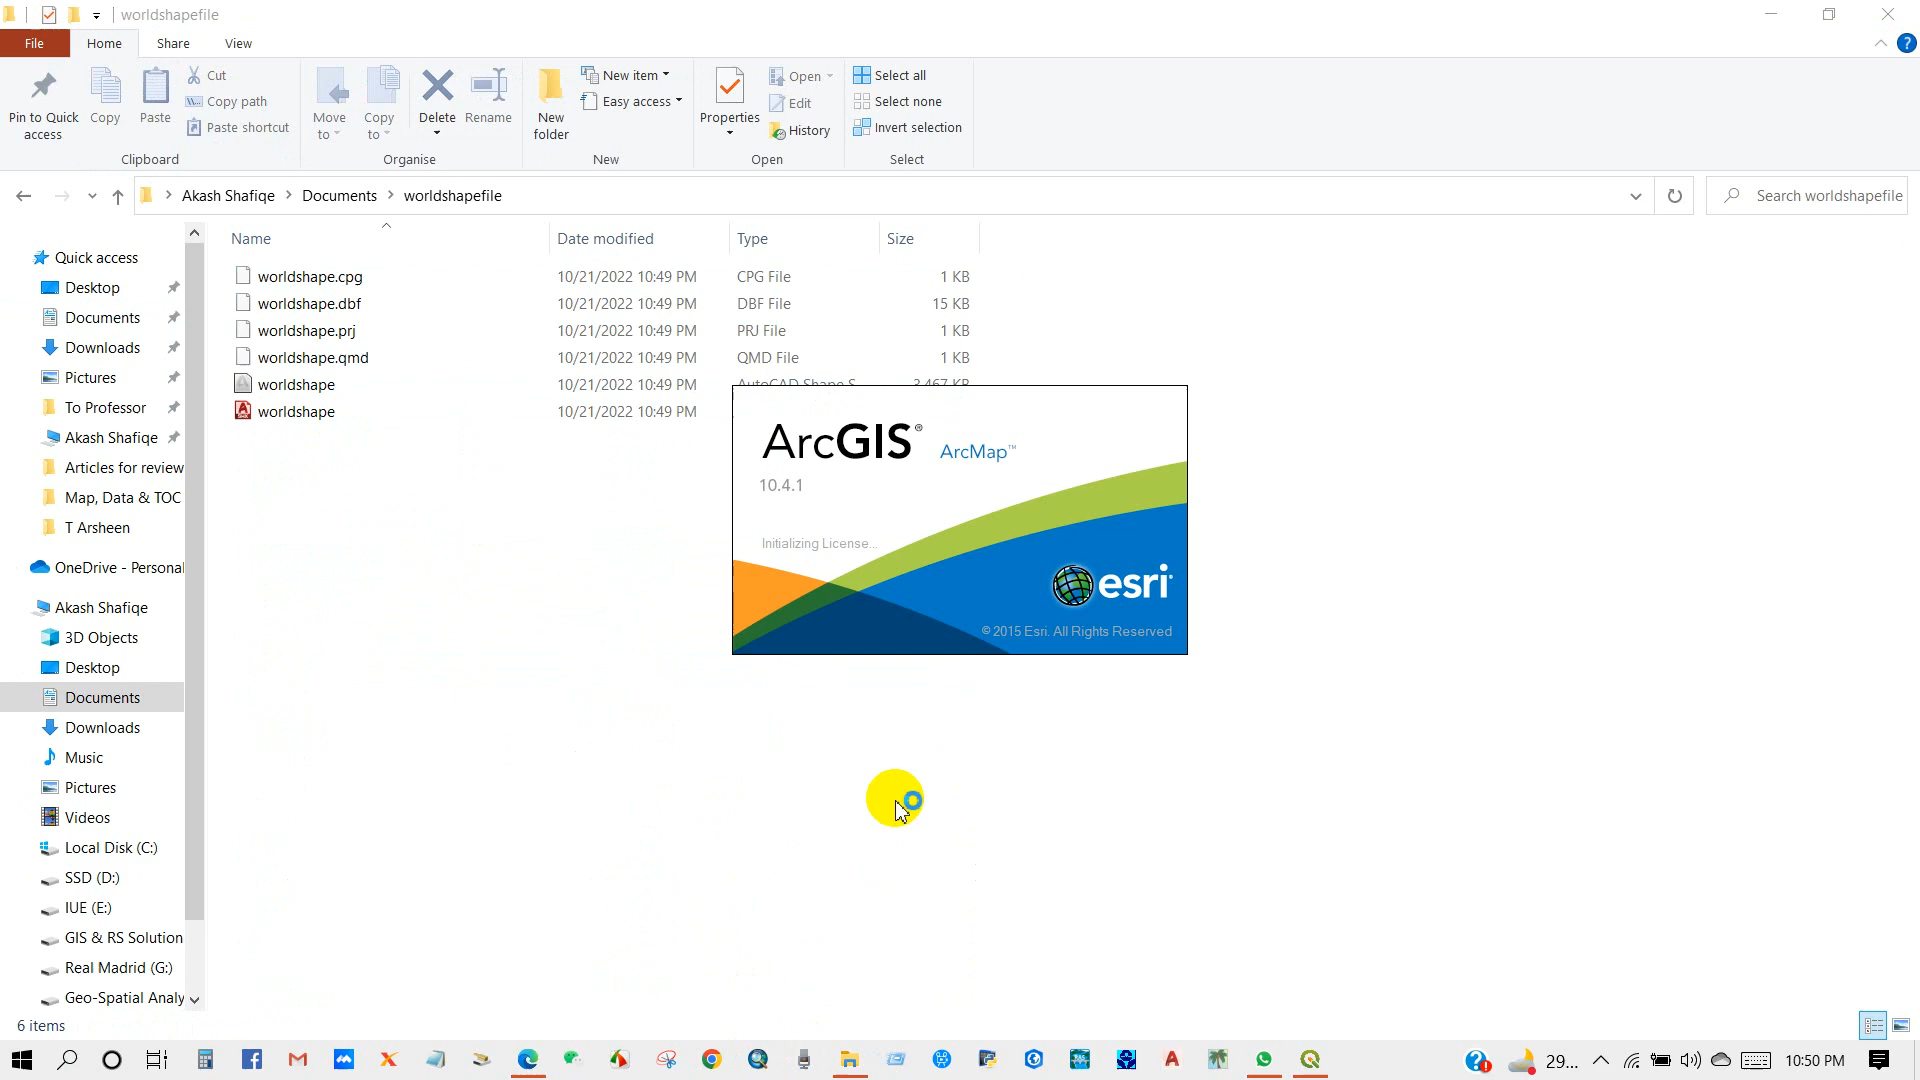 worldshapefile
File
Home
Share
View
Pin to Quick access
Copy
Paste
Cut
Copy path
Paste shortcut
Clipboard
Move to
Copy to
Delete
Rename
Organise
New folder
New item
Easy access
New
Properties
Open
Edit
History
Open
Select all
Select none
Invert selection
Select
Akash Shafiqe
Documents
worldshapefile
Search worldshapefile
Name
Date modified
Type
Size
worldshape.cpg 10/21/2022 10:49 PM CPG File 1 KB
worldshape.dbf 10/21/2022 10:49 PM DBF File 15 KB
worldshape.prj 10/21/2022 10:49 PM PRJ File 1 KB
worldshape.qmd 10/21/2022 10:49 PM QMD File 1 KB
worldshape 10/21/2022 10:49 PM AutoCAD Shape S... 3,467 KB
worldshape 10/21/2022 10:49 PM
Quick access
Desktop
Documents
Downloads
Pictures
To Professor
Akash Shafiqe
Articles for review
Map, Data & TOC
T Arsheen
OneDrive - Personal
Akash Shafiqe
3D Objects
Desktop
Documents
Downloads
Music
Pictures
Videos
Local Disk (C:)
SSD (D:)
IUE (E:)
GIS & RS Solution
Real Madrid (G:)
Geo-Spatial Analy
ArcGIS® ArcMap™
10.4.1
Initializing License...
esri
© 2015 Esri. All Rights Reserved
6 items
29...
10:50 PM